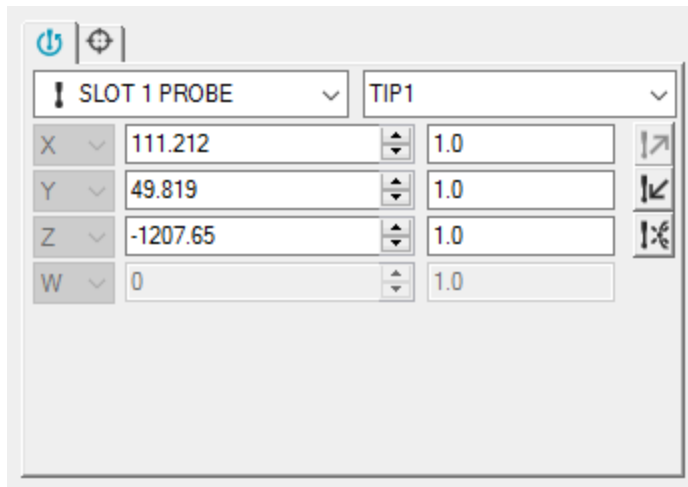 SLOT 1 PROBE TIP1
X 111.212 1.0
Y 49.819 1.0
Z -1207.65 1.0
W 0 1.0